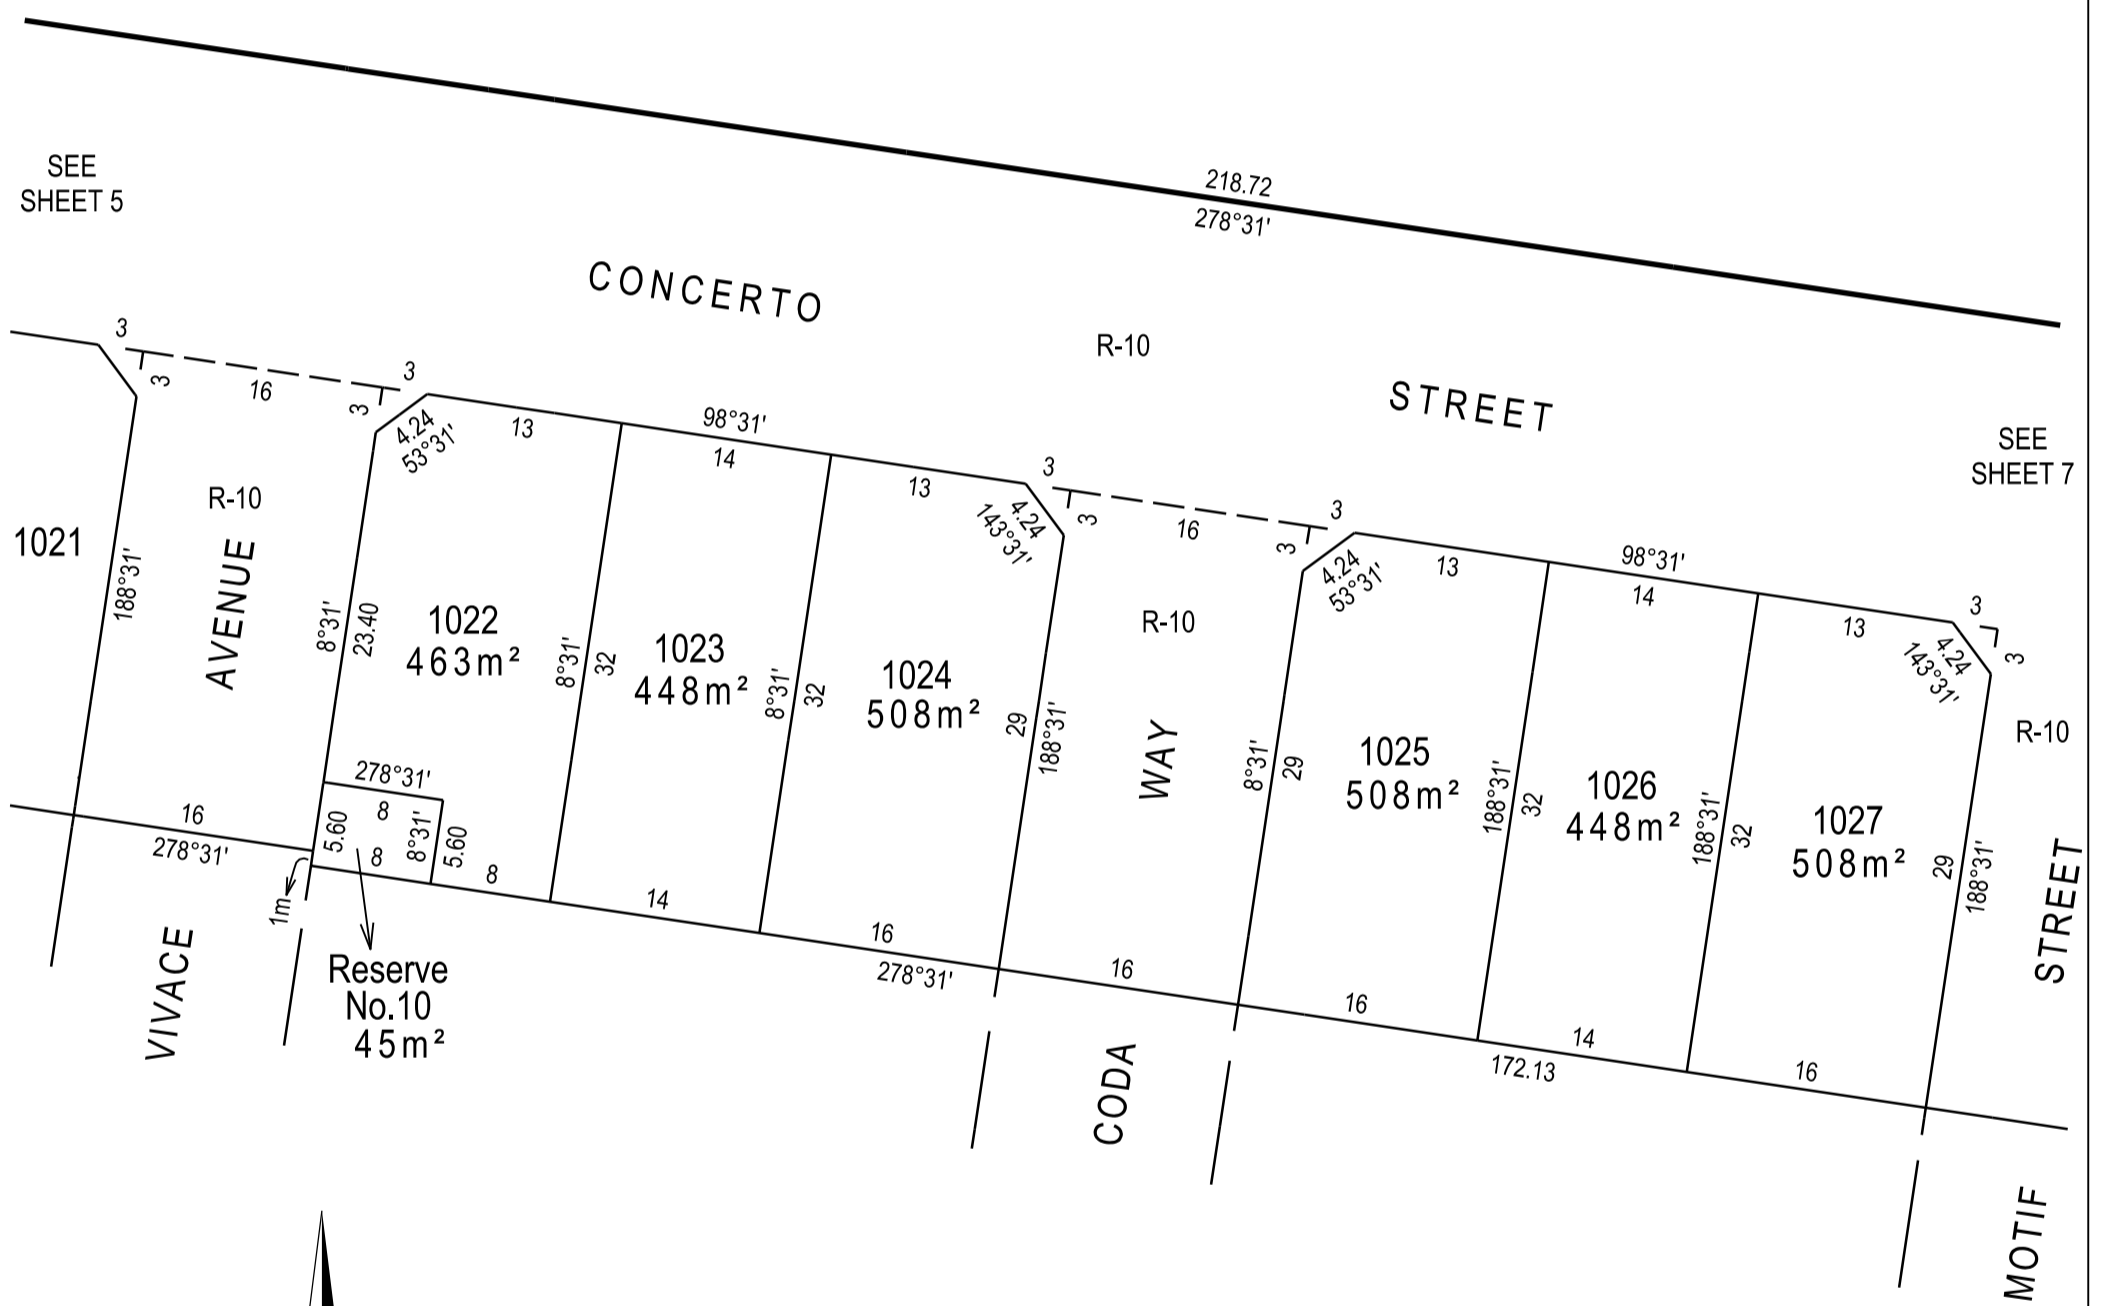 218.72
278°31'
SEE
SHEET 5
CONCERTO
STREET
R-10
SEE
SHEET 7
3
3
16
3
3
4.24
53°31'
13
98°31'
14
13
3
4.24
143°31'
3
16
3
3
4.24
53°31'
13
98°31'
14
13
3
4.24
143°31'
3
R-10
1021
188°31'
AVENUE
8°31'
23.40
1022
463m²
8°31'
32
1023
448m²
8°31'
32
1024
508m²
29
188°31'
R-10
WAY
8°31'
29
1025
508m²
188°31'
32
1026
448m²
188°31'
32
1027
508m²
29
188°31'
R-10
STREET
278°31'
8
5.60
8°31'
5.60
8
8
16
278°31'
1m
14
16
278°31'
16
16
14
172.13
16
VIVACE
Reserve
No.10
45m²
CODA
MOTIF